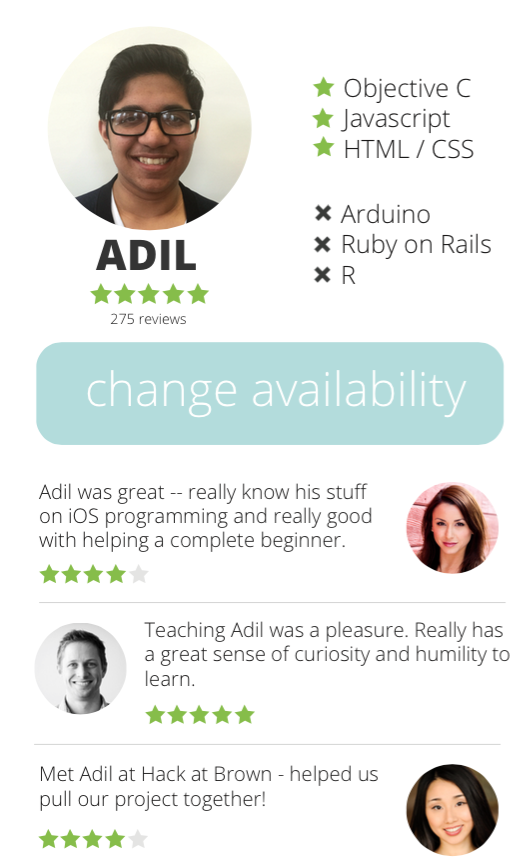 ADIL
275 reviews
Objective C
Javascript
HTML / CSS
Arduino
Ruby on Rails
R
change availability
Adil was great -- really know his stuff
on iOS programming and really good
with helping a complete beginner.
Teaching Adil was a pleasure. Really has
a great sense of curiosity and humility to
learn.
Met Adil at Hack at Brown - helped us
pull our project together!